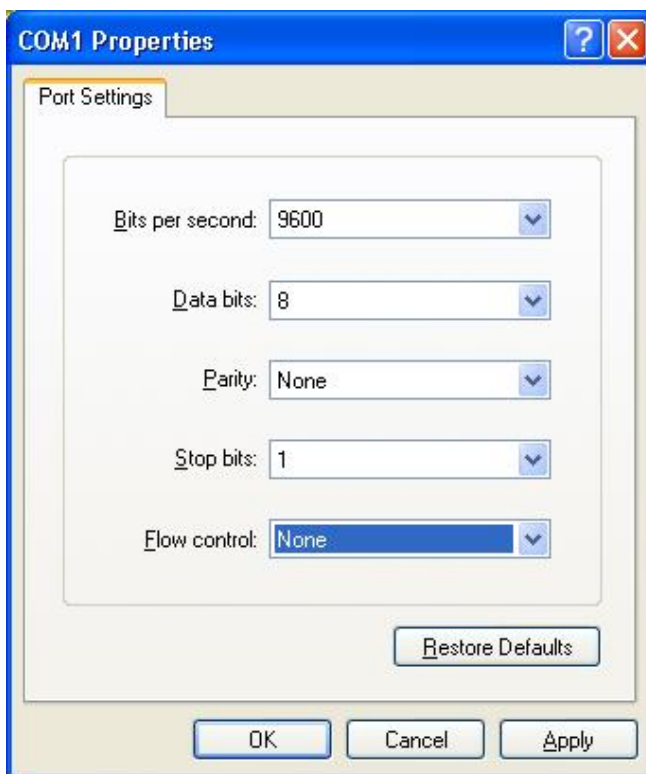 COM1 Properties
Port Settings
Bits per second: 9600
Data bits: 8
Parity: None
Stop bits: 1
Flow control: None
Restore Defaults
OK Cancel Apply